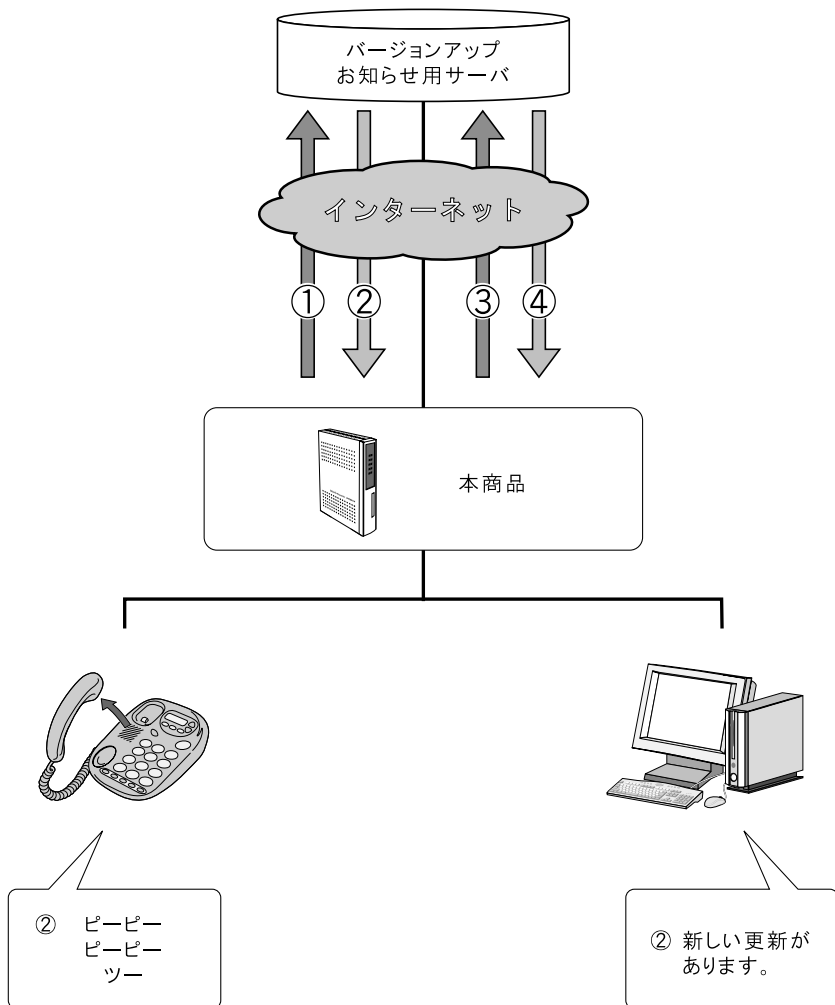 バージョンアップ
お知らせ用サーバ
インターネット
① ② ③ ④
本商品
② ピーピー
ピーピー
ツー
② 新しい更新が
あります。